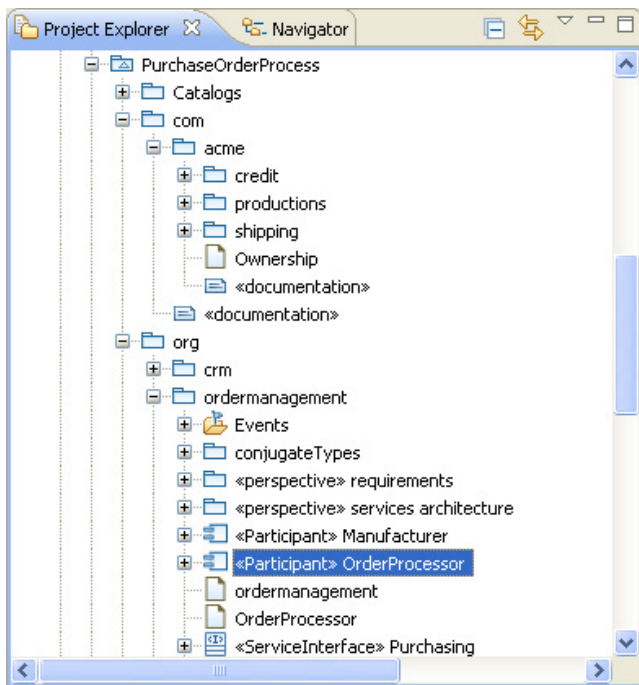 Project Explorer Navigator
PurchaseOrderProcess
Catalogs
com
acme
credit
productions
shipping
Ownership
«documentation»
«documentation»
org
crm
ordermanagement
Events
conjugateTypes
«perspective» requirements
«perspective» services architecture
«Participant» Manufacturer
«Participant» OrderProcessor
ordermanagement
OrderProcessor
«ServiceInterface» Purchasing